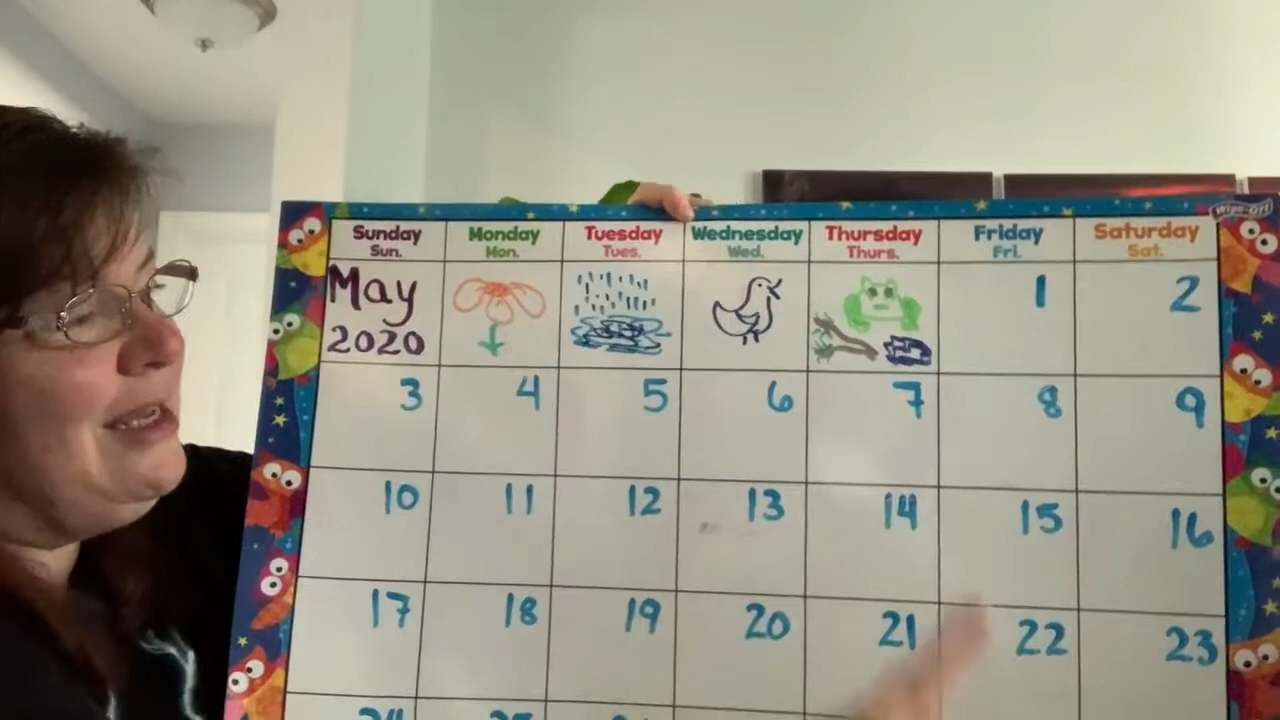 Wipe-Off
Sunday Monday Tuesday Wednesday Thursday Friday Saturday
Sun. Mon. Tues. Wed. Thurs. Fri. Sat.
May 1 2
2020
3 4 5 6 7 8 9
10 11 12 13 14 15 16
17 18 19 20 21 22 23
24 25